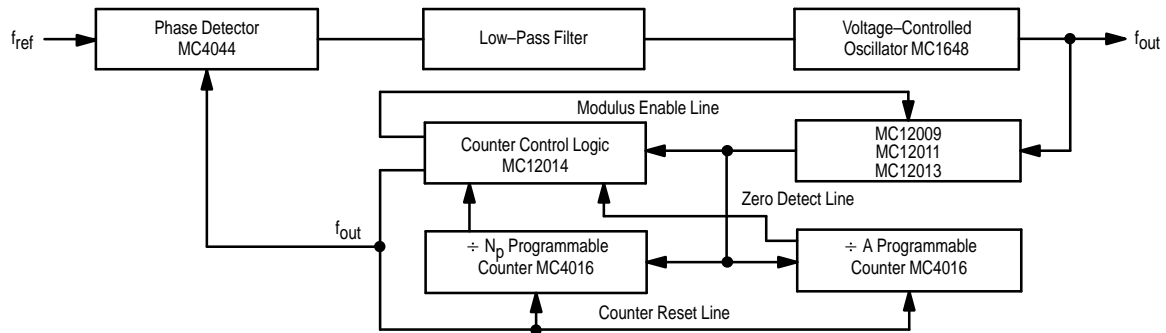 f_ref
Phase Detector
MC4044
Low–Pass Filter
Voltage–Controlled
Oscillator MC1648
f_out
Modulus Enable Line
Counter Control Logic
MC12014
MC12009
MC12011
MC12013
Zero Detect Line
f_out
÷ N_p Programmable
Counter MC4016
÷ A Programmable
Counter MC4016
Counter Reset Line